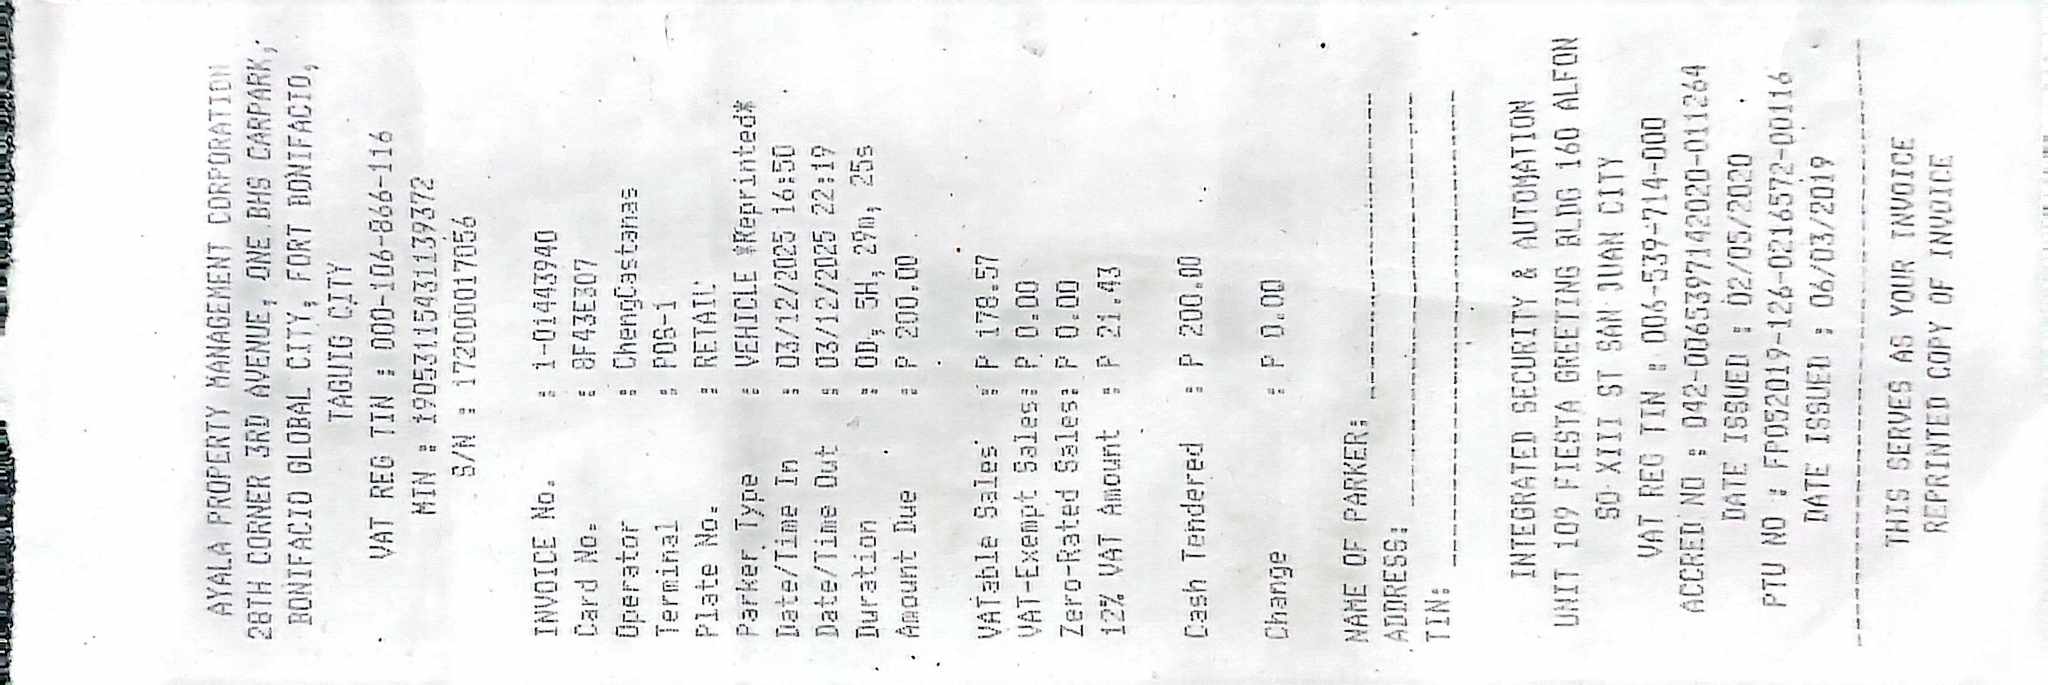 AYALA PROPERTY MANAGEMENT CORPORATION
28TH CORNER 3RD AVENUE, ONE BHS CARPARK,
BONIFACIO GLOBAL CITY, FORT BONIFACIO,
TAGUIG CITY
VAT REG TIN : 000-106-866-116
MIN : 19053115431139372
S/N : 172000017056
INVOICE No. : 1-01443940
Card No. : 8F43E307
Operator : ChengCastanas
Terminal : POS-1
Plate No. : RETAIL
Parker Type : VEHICLE *Reprinted*
Date/Time In : 03/12/2025 16:50
Date/Time Out : 03/12/2025 22:19
Duration : 0D, 5H, 29m, 25s
Amount Due : P 200.00
VATable Sales : P 178.57
VAT-Exempt Sales: P 0.00
Zero-Rated Sales: P 0.00
12% VAT Amount : P 21.43
Cash Tendered : P 200.00
Change : P 0.00
NAME OF PARKER: ____________________
ADDRESS: ___________________________
TIN: _______________________________
INTEGRATED SECURITY & AUTOMATION
UNIT 109 FIESTA GREETING BLDG 160 ALFON
SO XIII ST SAN JUAN CITY
VAT REG TIN : 006-539-714-000
ACCRED NO : 042-0065397142020-011264
DATE ISSUED : 02/05/2020
PTU NO : FP052019-126-0216572-00116
DATE ISSUED : 06/03/2019
THIS SERVES AS YOUR INVOICE
REPRINTED COPY OF INVOICE